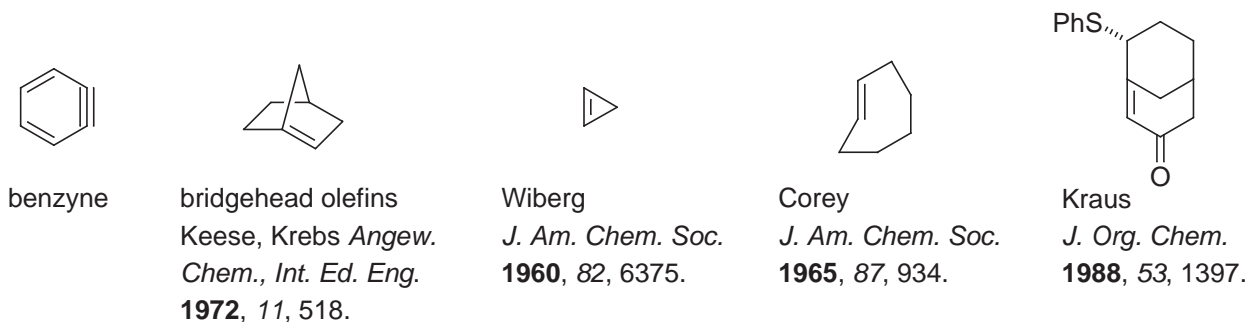 PhS
O
benzyne
bridgehead olefins
Keese, Krebs Angew.
Chem., Int. Ed. Eng.
1972, 11, 518.
Wiberg
J. Am. Chem. Soc.
1960, 82, 6375.
Corey
J. Am. Chem. Soc.
1965, 87, 934.
Kraus
J. Org. Chem.
1988, 53, 1397.